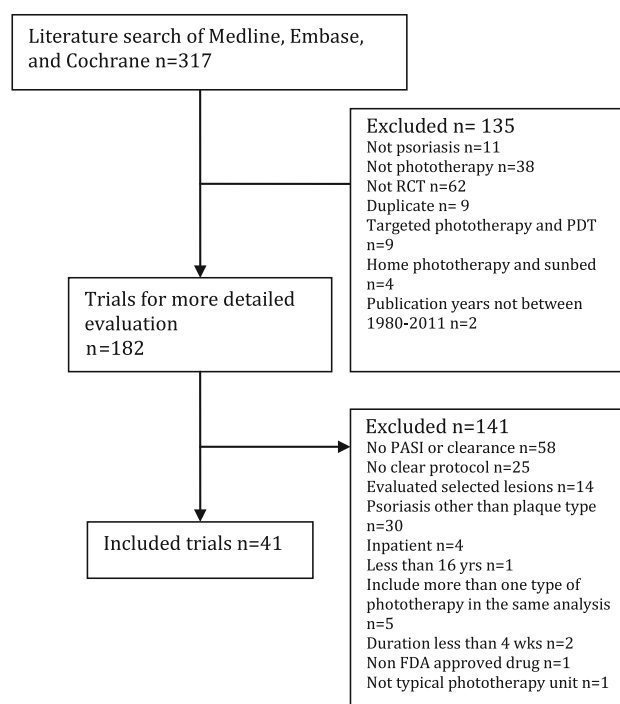 Literature search of Medline, Embase,
and Cochrane n=317
Excluded n= 135
Not psoriasis n=11
Not phototherapy n=38
Not RCT n=62
Duplicate n= 9
Targeted phototherapy and PDT
n=9
Home phototherapy and sunbed
n=4
Publication years not between
1980-2011 n=2
Trials for more detailed
evaluation
n=182
Excluded n=141
No PASI or clearance n=58
No clear protocol n=25
Evaluated selected lesions n=14
Psoriasis other than plaque type
n=30
Inpatient n=4
Less than 16 yrs n=1
Include more than one type of
phototherapy in the same analysis
n=5
Duration less than 4 wks n=2
Non FDA approved drug n=1
Not typical phototherapy unit n=1
Included trials n=41